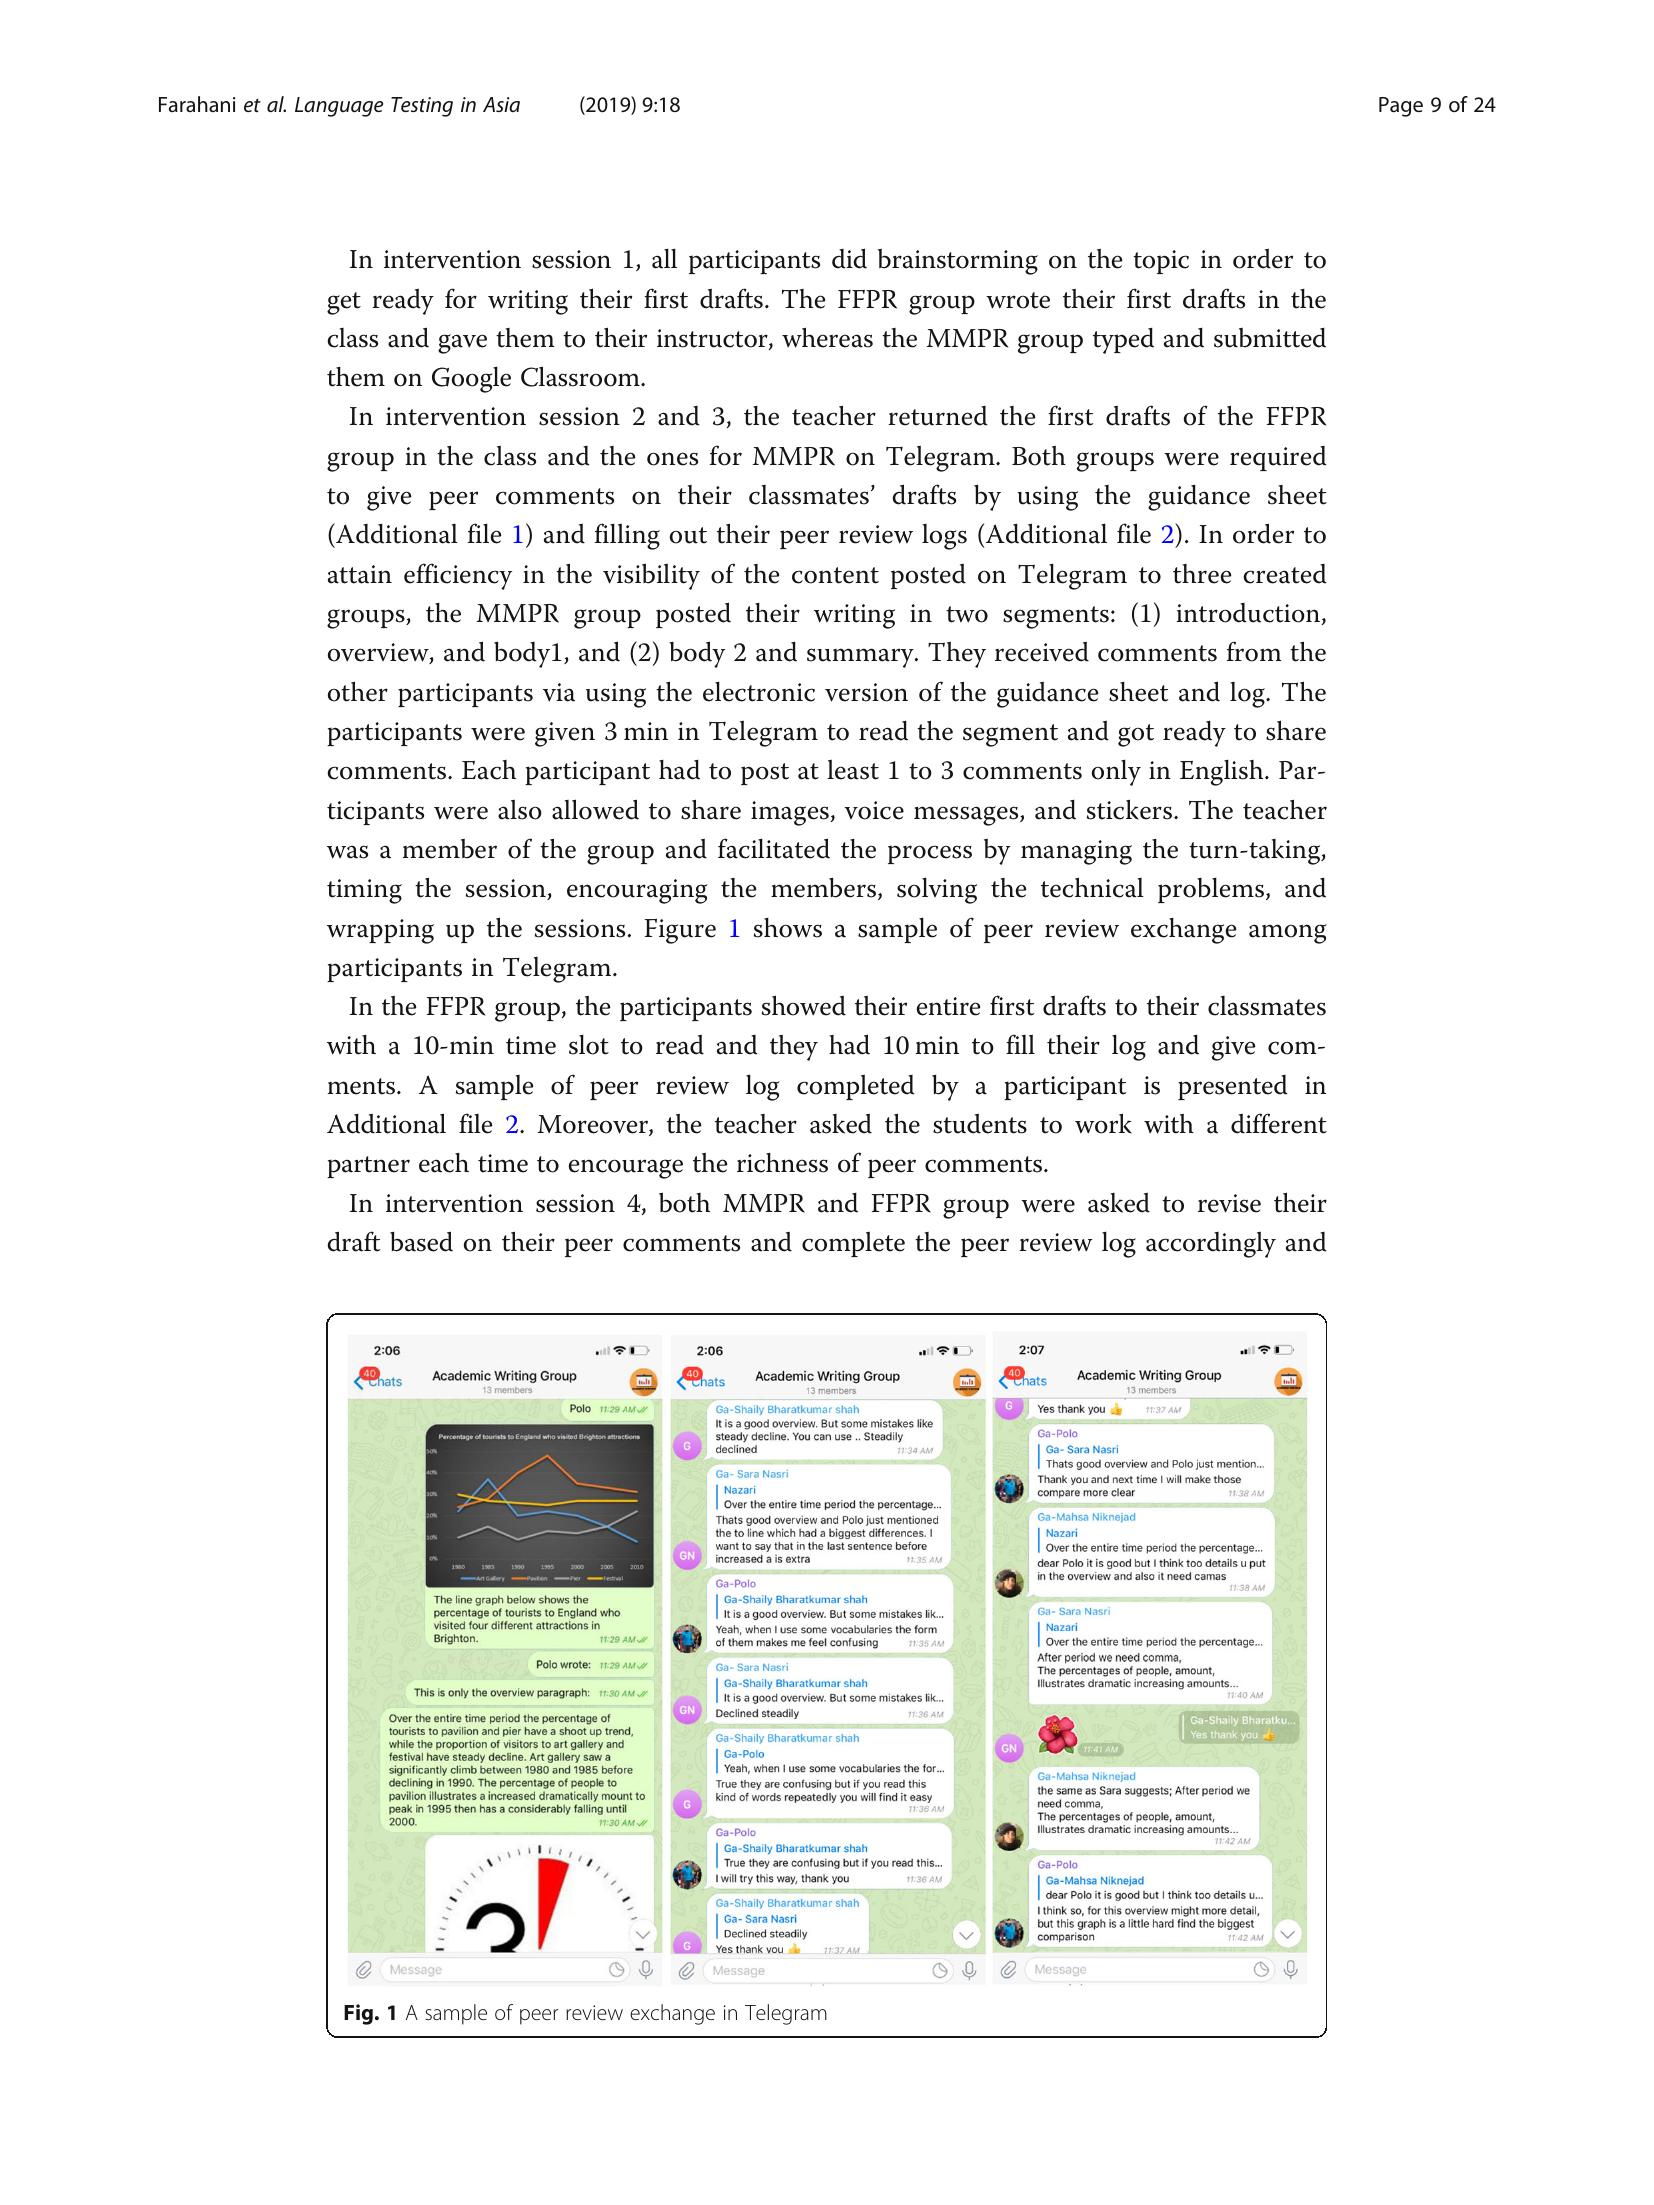 Farahani et al. Language Testing in Asia (2019) 9:18 Page 9 of 24
In intervention session 1, all participants did brainstorming on the topic in order to
get ready for writing their first drafts. The FFPR group wrote their first drafts in the
class and gave them to their instructor, whereas the MMPR group typed and submitted
them on Google Classroom.
In intervention session 2 and 3, the teacher returned the first drafts of the FFPR
group in the class and the ones for MMPR on Telegram. Both groups were required
to give peer comments on their classmates’ drafts by using the guidance sheet
(Additional file 1) and filling out their peer review logs (Additional file 2). In order to
attain efficiency in the visibility of the content posted on Telegram to three created
groups, the MMPR group posted their writing in two segments: (1) introduction,
overview, and body1, and (2) body 2 and summary. They received comments from the
other participants via using the electronic version of the guidance sheet and log. The
participants were given 3 min in Telegram to read the segment and got ready to share
comments. Each participant had to post at least 1 to 3 comments only in English. Par-
ticipants were also allowed to share images, voice messages, and stickers. The teacher
was a member of the group and facilitated the process by managing the turn-taking,
timing the session, encouraging the members, solving the technical problems, and
wrapping up the sessions. Figure 1 shows a sample of peer review exchange among
participants in Telegram.
In the FFPR group, the participants showed their entire first drafts to their classmates
with a 10-min time slot to read and they had 10 min to fill their log and give com-
ments. A sample of peer review log completed by a participant is presented in
Additional file 2. Moreover, the teacher asked the students to work with a different
partner each time to encourage the richness of peer comments.
In intervention session 4, both MMPR and FFPR group were asked to revise their
draft based on their peer comments and complete the peer review log accordingly and
2:06
40
Chats
Academic Writing Group
13 members
Polo 11:29 AM
Percentage of tourists to England who visited Brighton attractions
50%
40%
30%
20%
10%
0%
1980 1985 1990 1995 2000 2005 2010
Art Gallery Pavilion Pier Festival
The line graph below shows the
percentage of tourists to England who
visited four different attractions in
Brighton. 11:29 AM
Polo wrote: 11:29 AM
This is only the overview paragraph: 11:30 AM
Over the entire time period the percentage of
tourists to pavilion and pier have a shoot up trend,
while the proportion of visitors to art gallery and
festival have steady decline. Art gallery saw a
significantly climb between 1980 and 1985 before
declining in 1990. The percentage of people to
pavilion illustrates a increased dramatically mount to
peak in 1995 then has a considerably falling until
2000. 11:30 AM
3
Message
2:06
40
Chats
Academic Writing Group
13 members
Ga-Shaily Bharatkumar shah
It is a good overview. But some mistakes like
steady decline. You can use .. Steadily
declined 11:34 AM
G
Ga- Sara Nasri
Nazari
Over the entire time period the percentage...
Thats good overview and Polo just mentioned
the to line which had a biggest differences. I
want to say that in the last sentence before
increased a is extra 11:35 AM
GN
Ga-Polo
Ga-Shaily Bharatkumar shah
It is a good overview. But some mistakes lik...
Yeah, when I use some vocabularies the form
of them makes me feel confusing 11:35 AM
Ga- Sara Nasri
Ga-Shaily Bharatkumar shah
It is a good overview. But some mistakes lik...
Declined steadily 11:36 AM
GN
Ga-Shaily Bharatkumar shah
Ga-Polo
Yeah, when I use some vocabularies the for...
True they are confusing but if you read this
kind of words repeatedly you will find it easy
11:36 AM
G
Ga-Polo
Ga-Shaily Bharatkumar shah
True they are confusing but if you read this...
I will try this way, thank you 11:36 AM
Ga-Shaily Bharatkumar shah
Ga- Sara Nasri
Declined steadily
Yes thank you 👍 11:37 AM
G
Message
2:07
40
Chats
Academic Writing Group
13 members
G
Yes thank you 👍 11:37 AM
Ga-Polo
Ga- Sara Nasri
Thats good overview and Polo just mention...
Thank you and next time I will make those
compare more clear 11:38 AM
Ga-Mahsa Niknejad
Nazari
Over the entire time period the percentage...
dear Polo it is good but I think too details u put
in the overview and also it need camas
11:38 AM
Ga- Sara Nasri
Nazari
Over the entire time period the percentage...
After period we need comma,
The percentages of people, amount,
Illustrates dramatic increasing amounts...
11:40 AM
Ga-Shaily Bharatku...
Yes thank you 👍
GN
11:41 AM
Ga-Mahsa Niknejad
the same as Sara suggests; After period we
need comma,
The percentages of people, amount,
Illustrates dramatic increasing amounts...
11:42 AM
Ga-Polo
Ga-Mahsa Niknejad
dear Polo it is good but I think too details u...
I think so, for this overview might more detail,
but this graph is a little hard find the biggest
comparison 11:42 AM
Message
Fig. 1 A sample of peer review exchange in Telegram